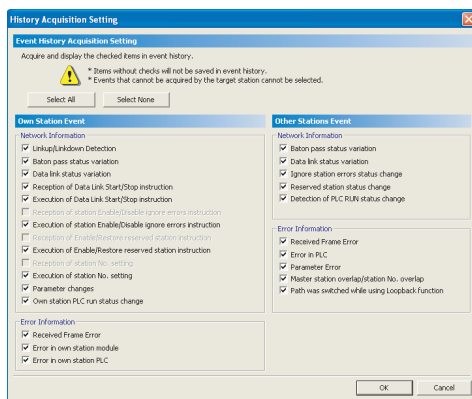 History Acquisition Setting
Event History Acquisition Setting
Acquire and display the checked items in event history.
* Items without checks will not be saved in event history.
* Events that cannot be acquired by the target station cannot be selected.
Select All
Select None
Own Station Event
Network Information
Linkup/Linkdown Detection
Baton pass status variation
Data link status variation
Reception of Data Link Start/Stop instruction
Execution of Data Link Start/Stop instruction
Reception of station Enable/Disable ignore errors instruction
Execution of station Enable/Disable ignore errors instruction
Reception of Enable/Restore reserved station instruction
Execution of Enable/Restore reserved station instruction
Reception of station No. setting
Execution of station No. setting
Parameter changes
Own station PLC run status change
Error Information
Received Frame Error
Error in own station module
Error in own station PLC
Other Stations Event
Network Information
Baton pass status variation
Data link status variation
Ignore station errors status change
Reserved station status change
Detection of PLC RUN status change
Error Information
Received Frame Error
Error in PLC
Parameter Error
Master station overlap/station No. overlap
Path was switched while using Loopback function
OK
Cancel